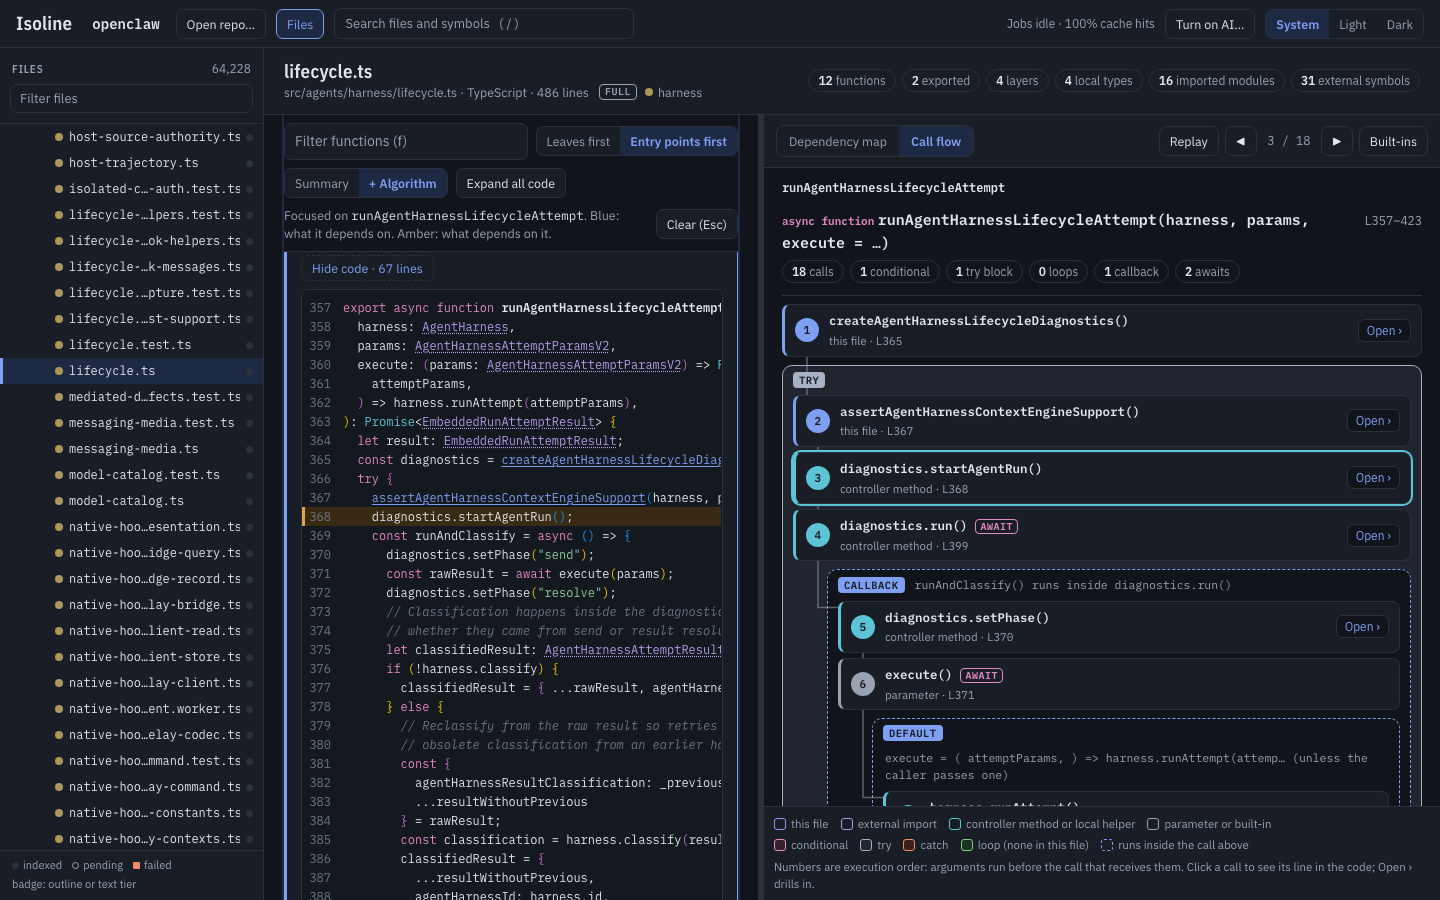 Isoline openclaw Open repo... Files Search files and symbols (/) Jobs idle · 100% cache hits Turn on AI... System Light Dark
FILES 64,228
Filter files
host-source-authority.ts
host-trajectory.ts
isolated-c…-auth.test.ts
lifecycle-…lpers.test.ts
lifecycle-…ok-helpers.ts
lifecycle-…k-messages.ts
lifecycle.…pture.test.ts
lifecycle.…st-support.ts
lifecycle.test.ts
lifecycle.ts
mediated-d…fects.test.ts
messaging-media.test.ts
messaging-media.ts
model-catalog.test.ts
model-catalog.ts
native-hoo…esentation.ts
native-hoo…idge-query.ts
native-hoo…dge-record.ts
native-hoo…lay-bridge.ts
native-hoo…lient-read.ts
native-hoo…ient-store.ts
native-hoo…lay-client.ts
native-hoo…ent.worker.ts
native-hoo…elay-codec.ts
native-hoo…mmand.test.ts
native-hoo…ay-command.ts
native-hoo…-constants.ts
native-hoo…y-contexts.ts
indexed pending failed
badge: outline or text tier
lifecycle.ts
src/agents/harness/lifecycle.ts · TypeScript · 486 lines FULL harness
12 functions 2 exported 4 layers 4 local types 16 imported modules 31 external symbols
Filter functions (f) Leaves first Entry points first
Summary + Algorithm Expand all code
Focused on runAgentHarnessLifecycleAttempt. Blue:
what it depends on. Amber: what depends on it.
Clear (Esc)
Hide code · 67 lines
357 export async function runAgentHarnessLifecycleAttempt
358 harness: AgentHarness,
359 params: AgentHarnessAttemptParamsV2,
360 execute: (params: AgentHarnessAttemptParamsV2) =>
361 attemptParams,
362 ) => harness.runAttempt(attemptParams),
363 ): Promise<EmbeddedRunAttemptResult> {
364 let result: EmbeddedRunAttemptResult;
365 const diagnostics = createAgentHarnessLifecycleDiag
366 try {
367 assertAgentHarnessContextEngineSupport(harness, p
368 diagnostics.startAgentRun();
369 const runAndClassify = async () => {
370 diagnostics.setPhase("send");
371 const rawResult = await execute(params);
372 diagnostics.setPhase("resolve");
373 // Classification happens inside the diagnostic
374 // whether they came from send or result resolu
375 let classifiedResult: AgentHarnessAttemptResult
376 if (!harness.classify) {
377 classifiedResult = { ...rawResult, agentHarne
378 } else {
379 // Reclassify from the raw result so retries
380 // obsolete classification from an earlier ha
381 const {
382 agentHarnessResultClassification: _previous
383 ...resultWithoutPrevious
384 } = rawResult;
385 const classification = harness.classify(resul
386 classifiedResult = {
387 ...resultWithoutPrevious,
388 agentHarnessId: harness.id,
Dependency map Call flow Replay ◀ 3 / 18 ▶ Built-ins
runAgentHarnessLifecycleAttempt
async function runAgentHarnessLifecycleAttempt(harness, params, L357–423
execute = …)
18 calls 1 conditional 1 try block 0 loops 1 callback 2 awaits
1 createAgentHarnessLifecycleDiagnostics()
this file · L365
Open ›
TRY
2 assertAgentHarnessContextEngineSupport()
this file · L367
Open ›
3 diagnostics.startAgentRun()
controller method · L368
Open ›
4 diagnostics.run() AWAIT
controller method · L399
Open ›
CALLBACK runAndClassify() runs inside diagnostics.run()
5 diagnostics.setPhase()
controller method · L370
Open ›
6 execute() AWAIT
parameter · L371
DEFAULT
execute = ( attemptParams, ) => harness.runAttempt(attemp… (unless the
caller passes one)
this file external import controller method or local helper parameter or built-in
conditional try catch loop (none in this file) runs inside the call above
Numbers are execution order: arguments run before the call that receives them. Click a call to see its line in the code; Open ›
drills in.